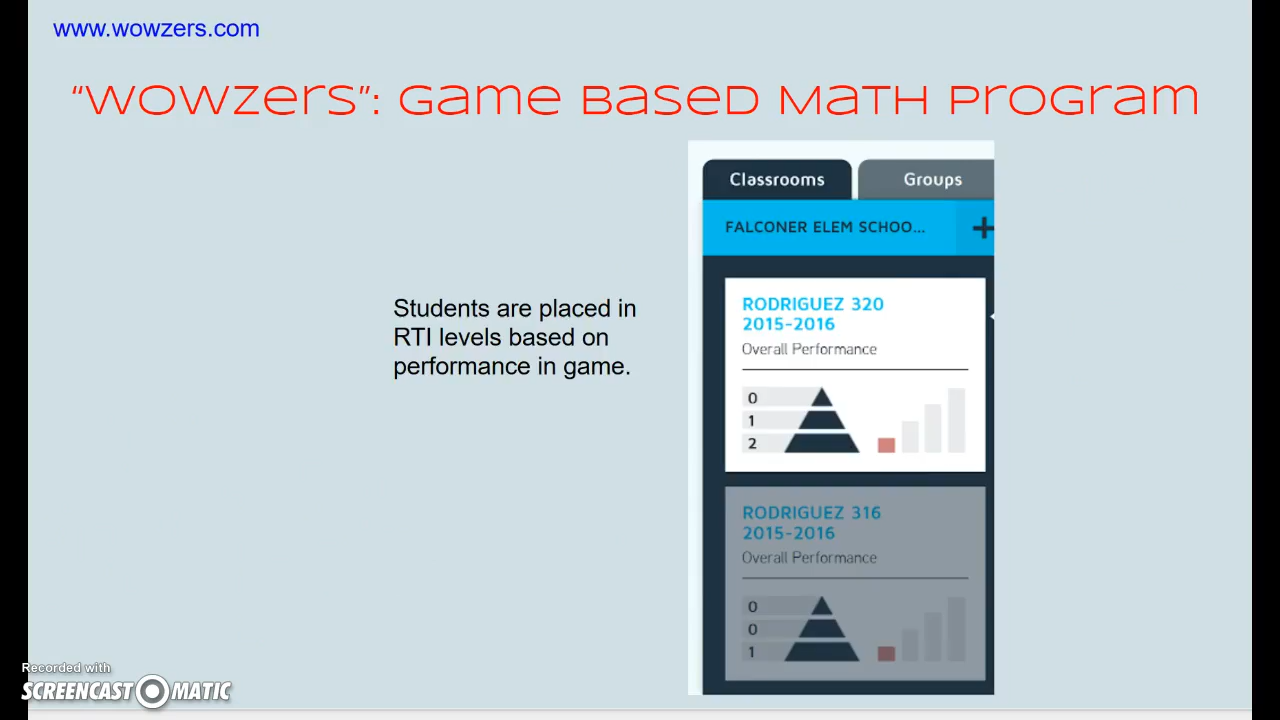 www.wowzers.com
“Wowzers”: Game Based Math Program
Classrooms
Groups
FALCONER ELEM SCHOO...
+
Students are placed in
RTI levels based on
performance in game.
RODRIGUEZ 320
2015-2016
Overall Performance
0
1
2
RODRIGUEZ 316
2015-2016
Overall Performance
0
0
1
Recorded with
SCREENCAST MATIC